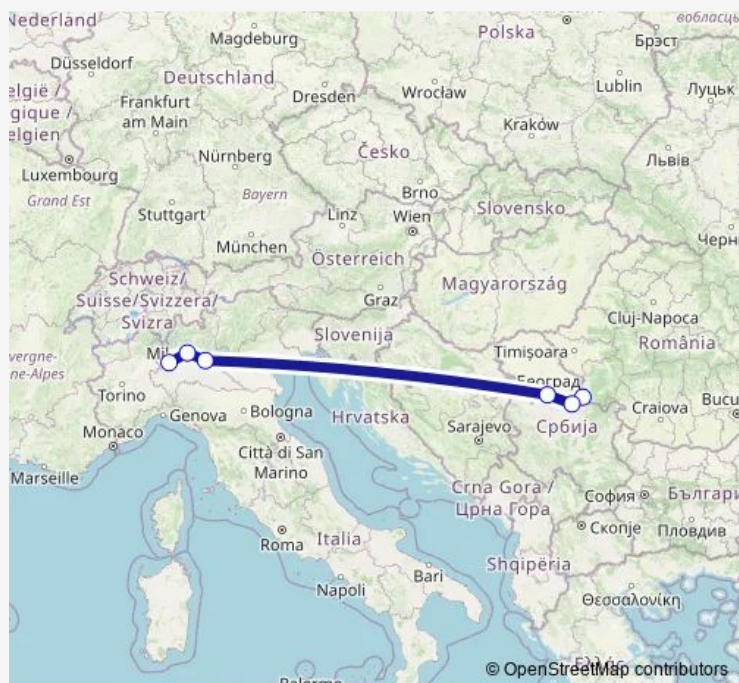 Nederland
Magdeburg
Polska
Брэст
Düsseldorf
Deutschland
Dresden
Wrocław
Lublin
Луцьк
Frankfurt
am Main
Kraków
Česko
Львів
Luxembourg
Grand Est
Nürnberg
Brno
Bayern
Slovensko
Stuttgart
Linz
Wien
München
Österreich
Schweiz/
Suisse/Svizzera/
Svizra
Magyarország
Graz
Cluj-Napoca
Slovenija
România
Timișoara
Београд
Torino
Genova
Bologna
Hrvatska
Craiova
Србија
Monaco
Città di San
Marino
Sarajevo
Marseille
Crna Gora /
Црна Гора
София
Скопје
Пловдив
Roma
Italia
Shqipëria
Napoli
Bari
Θεσσαλονίκη
© OpenStreetMap contributors